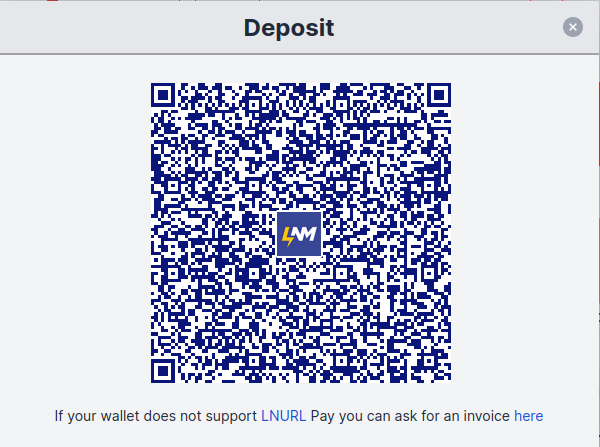 Deposit
LNM
If your wallet does not support LNURL Pay you can ask for an invoice here